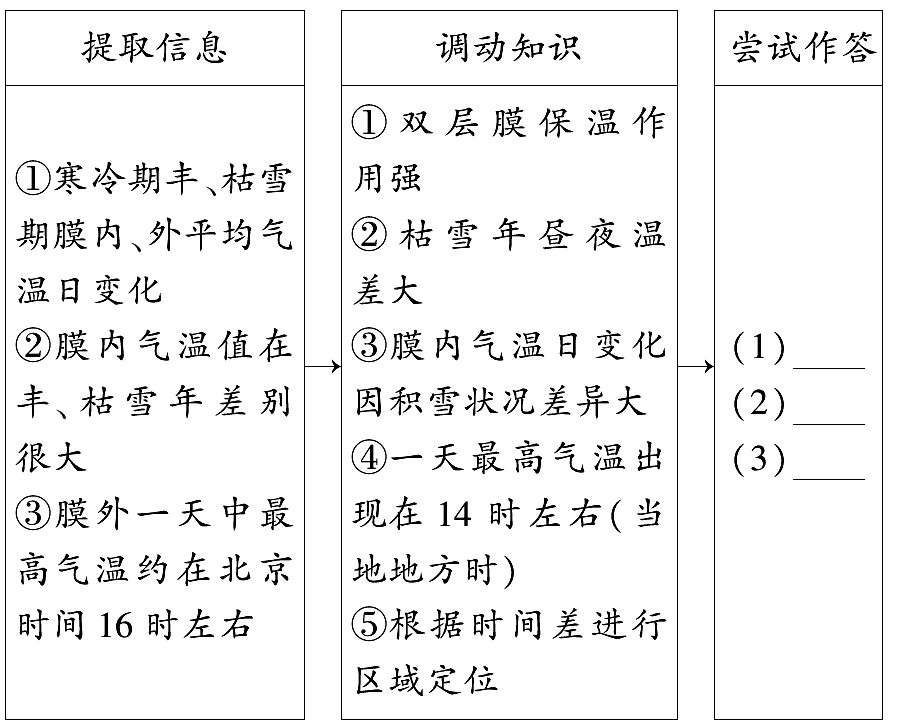 提取信息
①寒冷期丰、枯雪
期膜内、外平均气
温日变化
②膜内气温值在
丰、枯雪年差别
很大
③膜外一天中最
高气温约在北京
时间 16 时左右
调动知识
①双层膜保温作
用强
②枯雪年昼夜温
差大
③膜内气温日变化
因积雪状况差异大
④一天最高气温出
现在 14 时左右(当
地地方时)
⑤根据时间差进行
区域定位
尝试作答
(1)____
(2)____
(3)____